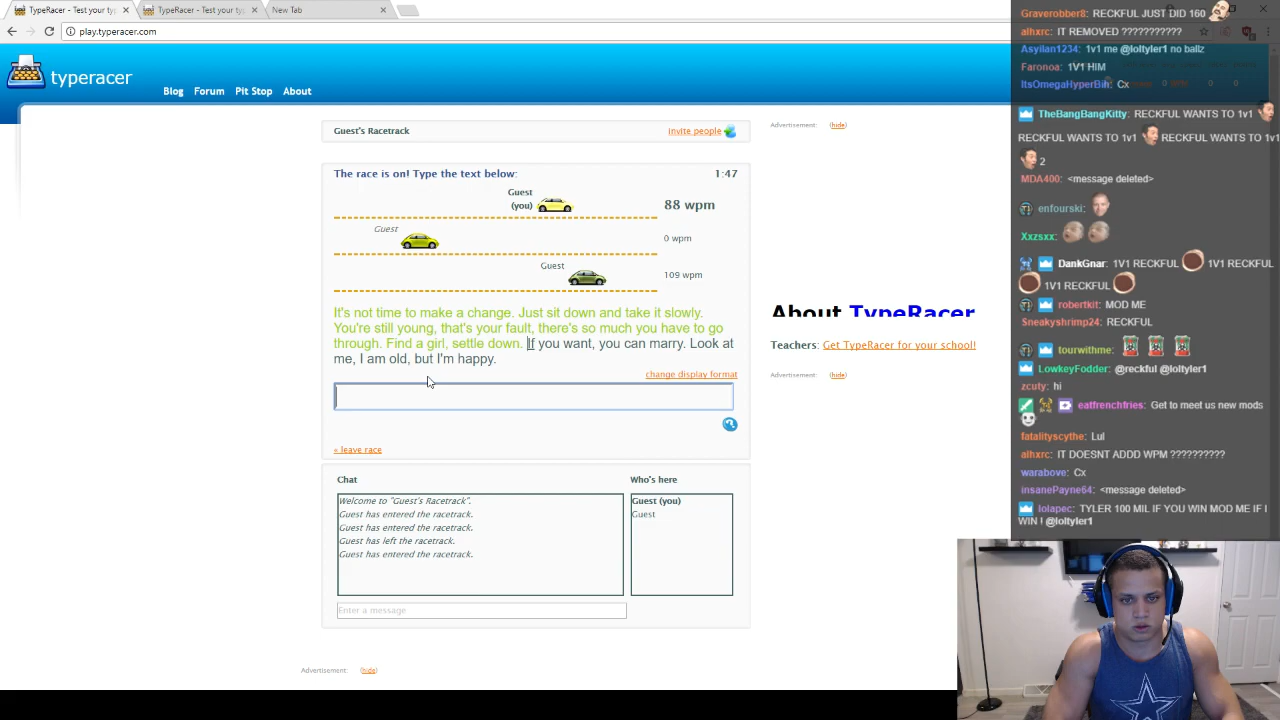 TypeRacer - Test your ty
TypeRacer - Test your ty
New Tab
play.typeracer.com
typeracer
Blog
Forum
Pit Stop
About
Guest's Racetrack
Invite people
The race is on! Type the text below:
1:47
Guest
(you)
88 wpm
Guest
0 wpm
Guest
109 wpm
It's not time to make a change. Just sit down and take it slowly.
You're still young, that's your fault, there's so much you have to go
through. Find a girl, settle down. If you want, you can marry. Look at
me, I am old, but I'm happy.
change display format
« leave race
Chat
Who's here
Welcome to "Guest's Racetrack".
Guest has entered the racetrack.
Guest has entered the racetrack.
Guest has left the racetrack.
Guest has entered the racetrack.
Guest (you)
Guest
Enter a message
Advertisement:
(hide)
Advertisement:
(hide)
About TypeRacer
Teachers: Get TypeRacer for your school!
Advertisement:
(hide)
Graverobber8: RECKFUL JUST DID 160
alhxrc: IT REMOVED ???????????
Asyilan1234: 1v1 me @loltyler1 no ballz
Faronoa: 1V1 HIM
ItsOmegaHyperBih: Cx
TheBangBangKitty: RECKFUL WANTS TO 1v1
RECKFUL WANTS TO 1v1 RECKFUL WANTS TO 1v1
2
MDA400: <message deleted>
enfourski:
Xxzsxx:
DankGnar: 1V1 RECKFUL 1V1 RECKFUL
1V1 RECKFUL
robertkit: MOD ME
Sneakyshrimp24: RECKFUL
tourwithme:
LowkeyFodder: @reckful @loltyler1
zcuty: hi
eatfrenchfries: Get to meet us new mods
fatalityscythe: Lul
alhxrc: IT DOESNT ADDD WPM ??????????
warabove: Cx
insanePayne64: <message deleted>
lolapec: TYLER 100 MIL IF YOU WIN MOD ME IF I
WIN ! @loltyler1